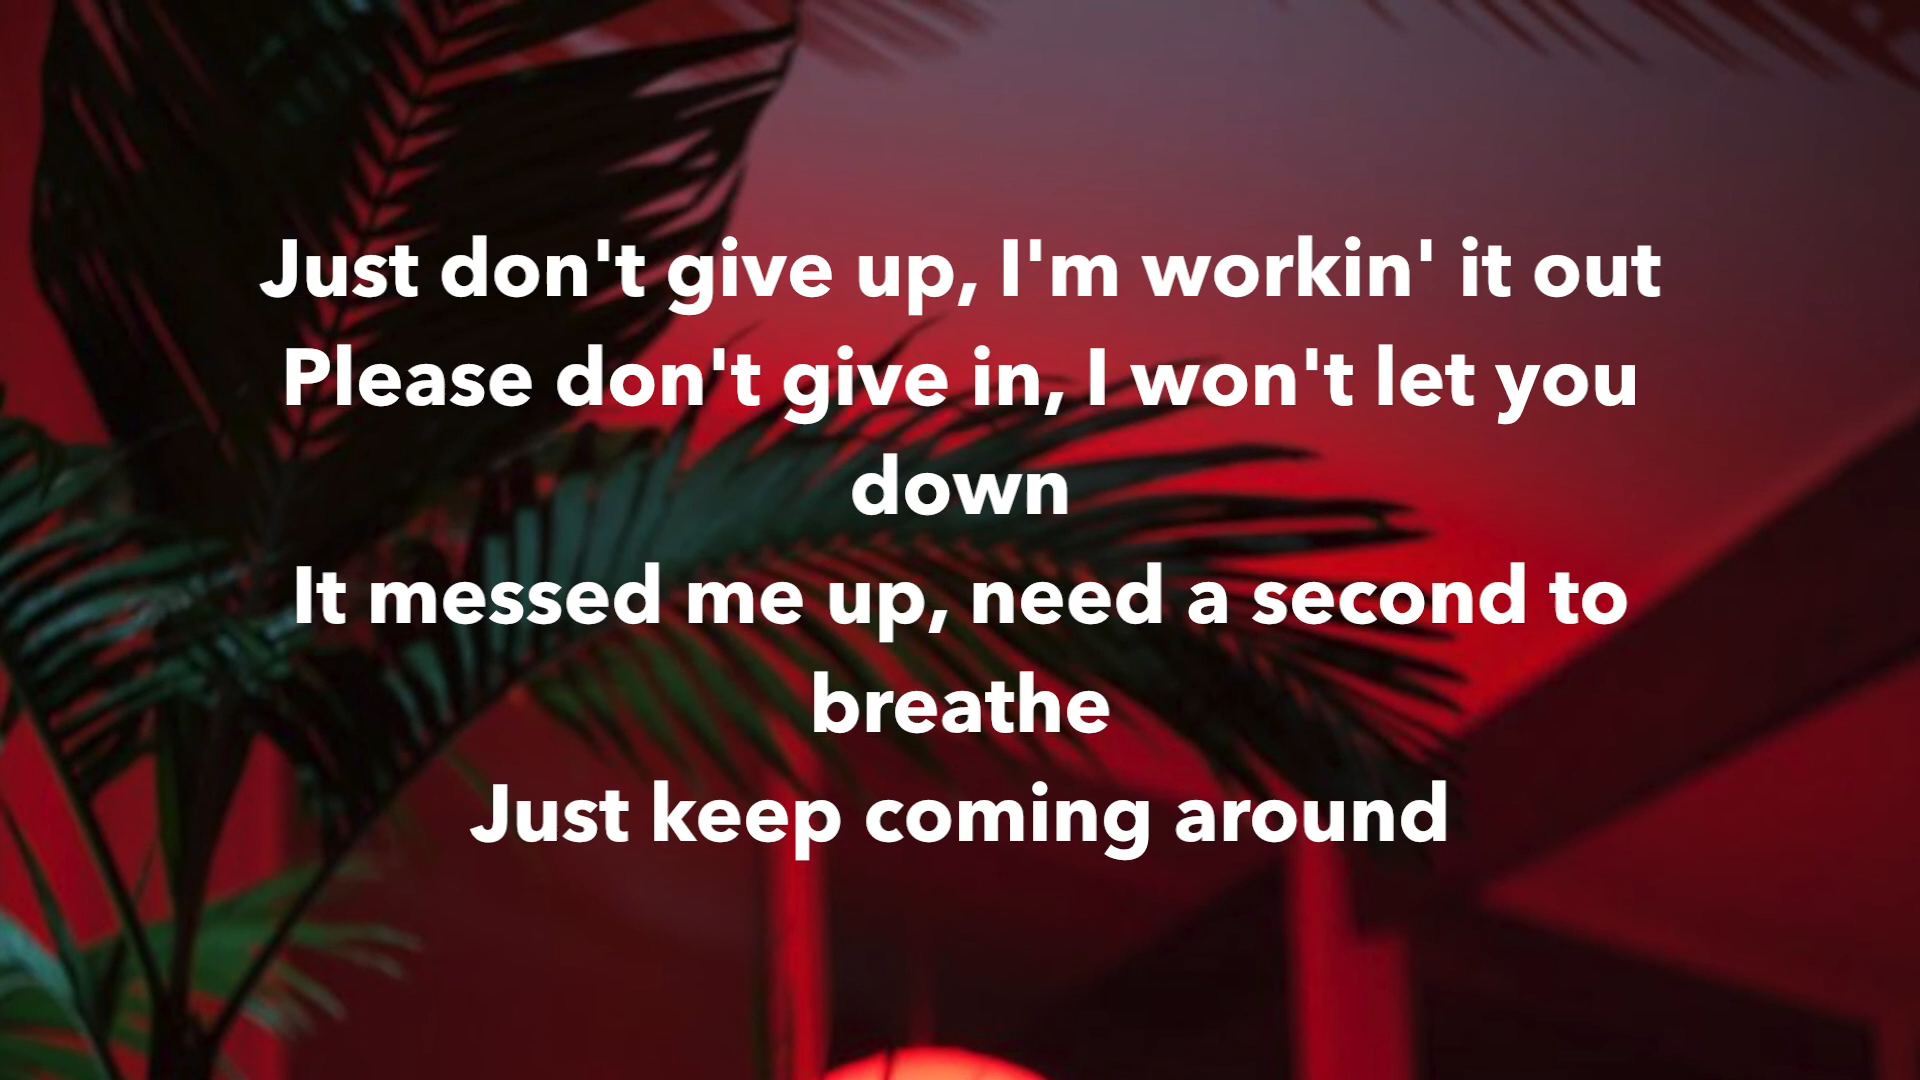 Just don't give up, I'm workin' it out
Please don't give in, I won't let you
down
It messed me up, need a second to
breathe
Just keep coming around